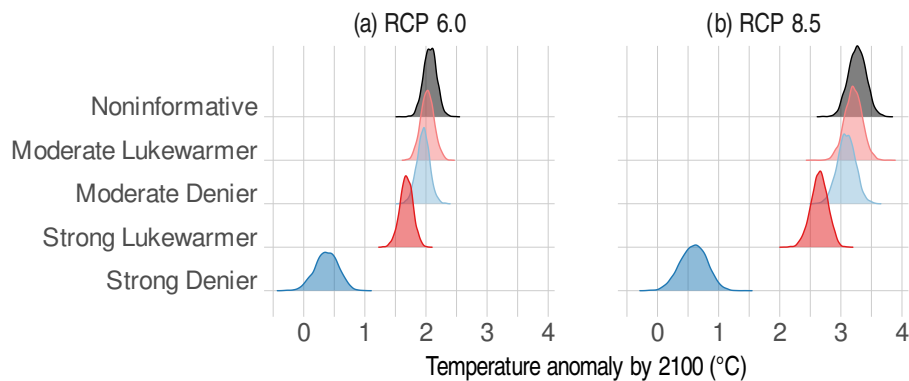 (a) RCP 6.0
(b) RCP 8.5
Noninformative
Moderate Lukewarmer
Moderate Denier
Strong Lukewarmer
Strong Denier
0 1 2 3 4
0 1 2 3 4
Temperature anomaly by 2100 (°C)